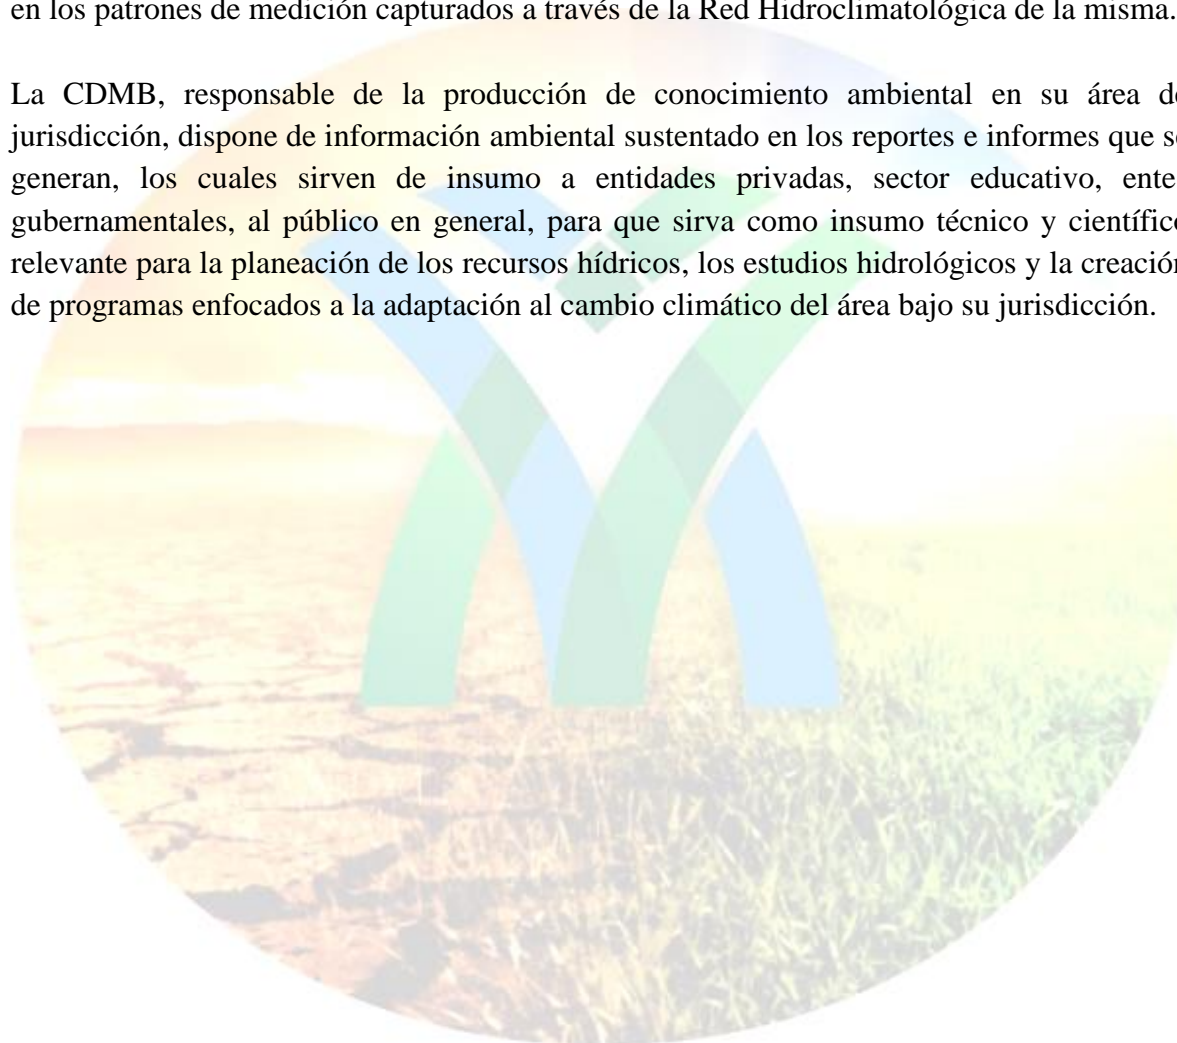 en los patrones de medición capturados a través de la Red Hidroclimatológica de la misma.
La CDMB, responsable de la producción de conocimiento ambiental en su área de
jurisdicción, dispone de información ambiental sustentado en los reportes e informes que se
generan, los cuales sirven de insumo a entidades privadas, sector educativo, ente
gubernamentales, al público en general, para que sirva como insumo técnico y científico
relevante para la planeación de los recursos hídricos, los estudios hidrológicos y la creación
de programas enfocados a la adaptación al cambio climático del área bajo su jurisdicción.